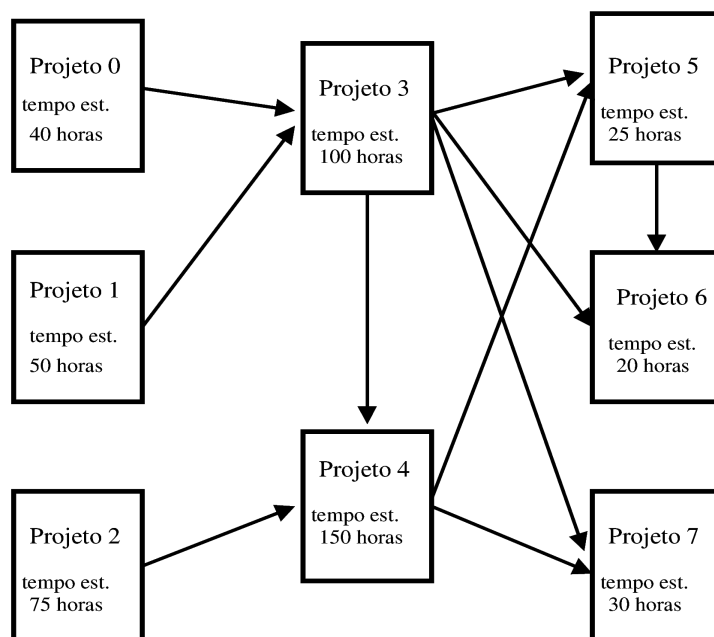 Projeto 0
tempo est.
40 horas
Projeto 1
tempo est.
50 horas
Projeto 2
tempo est.
75 horas
Projeto 3
tempo est.
100 horas
Projeto 4
tempo est.
150 horas
Projeto 5
tempo est.
25 horas
Projeto 6
tempo est.
20 horas
Projeto 7
tempo est.
30 horas